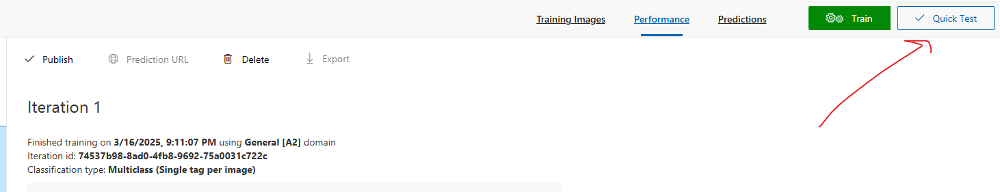 Training Images Performance Predictions Train Quick Test
Publish Prediction URL Delete Export
Iteration 1
Finished training on 3/16/2025, 9:11:07 PM using General [A2] domain
Iteration id: 74537b98-8ad0-4fb8-9692-75a0031c722c
Classification type: Multiclass (Single tag per image)